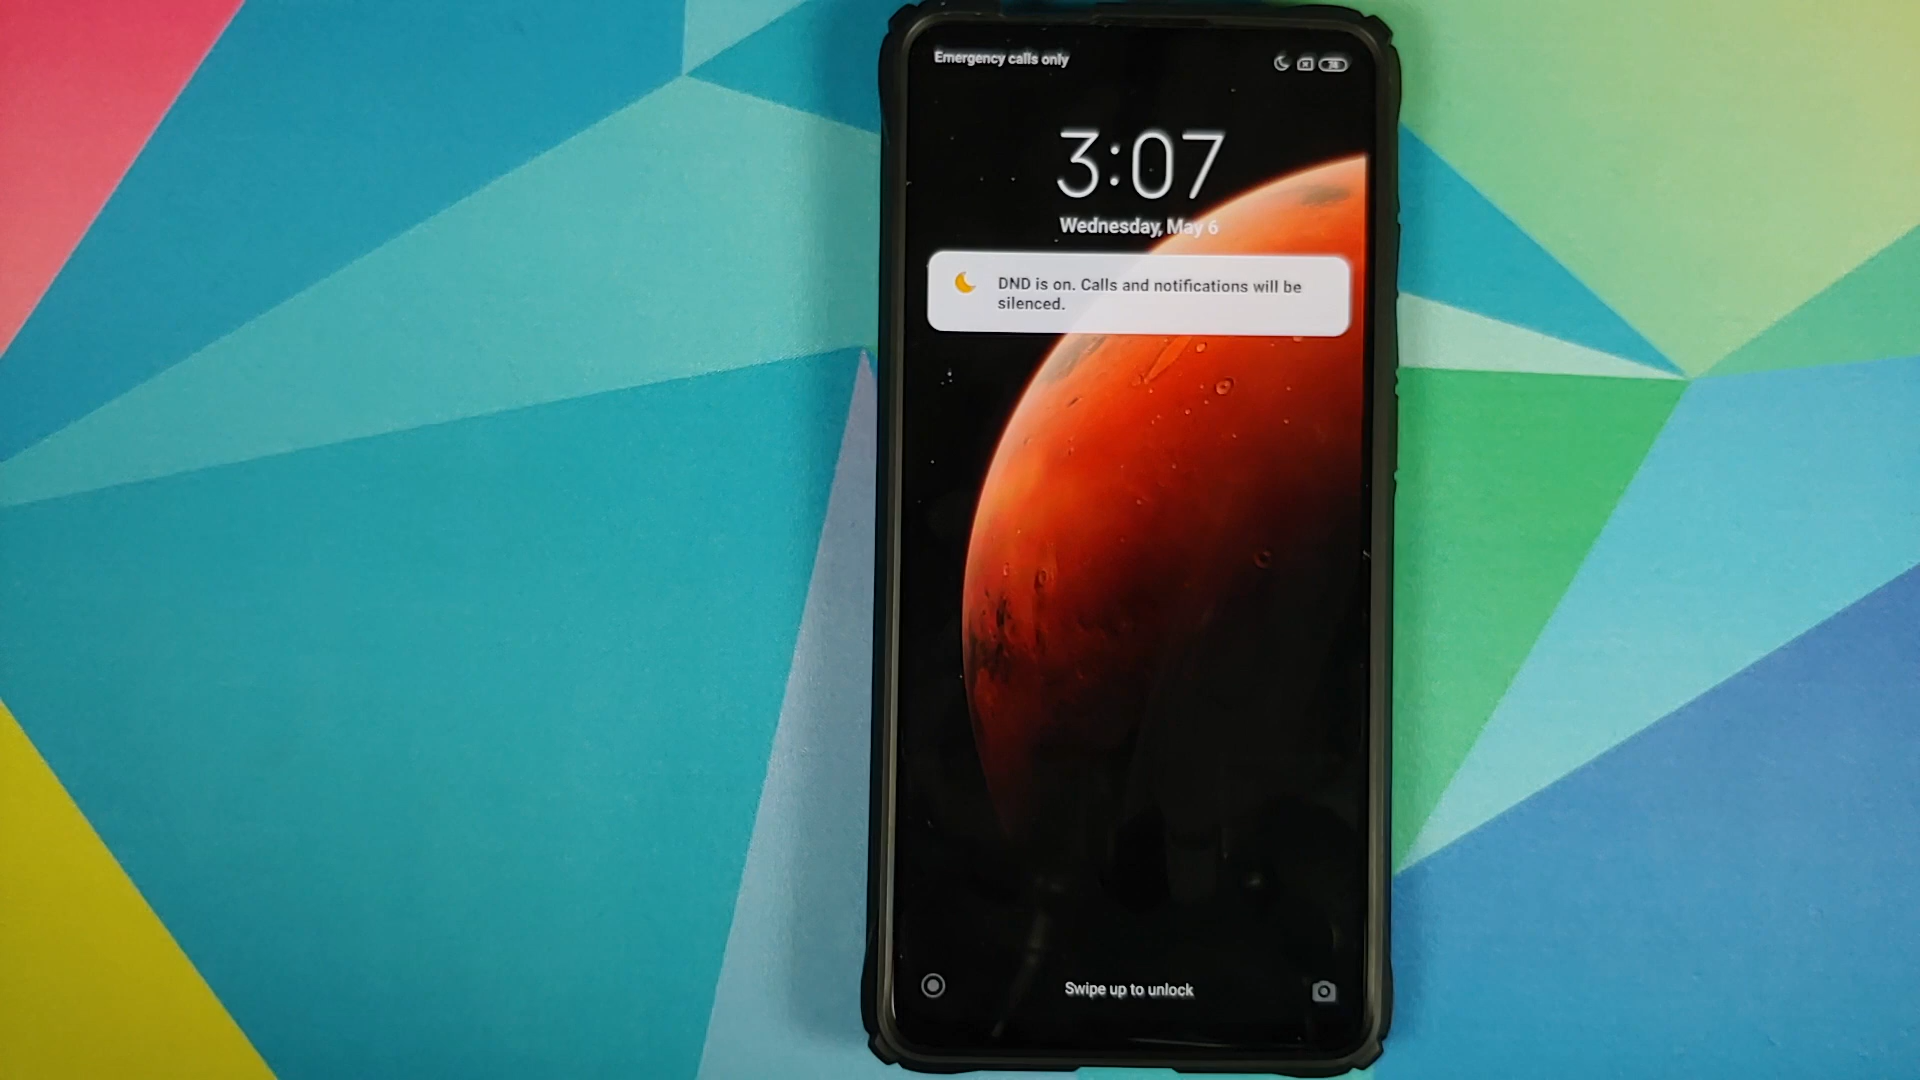 Emergency calls only
3:07
Wednesday, May 6
DND is on. Calls and notifications will be
silenced.
Swipe up to unlock